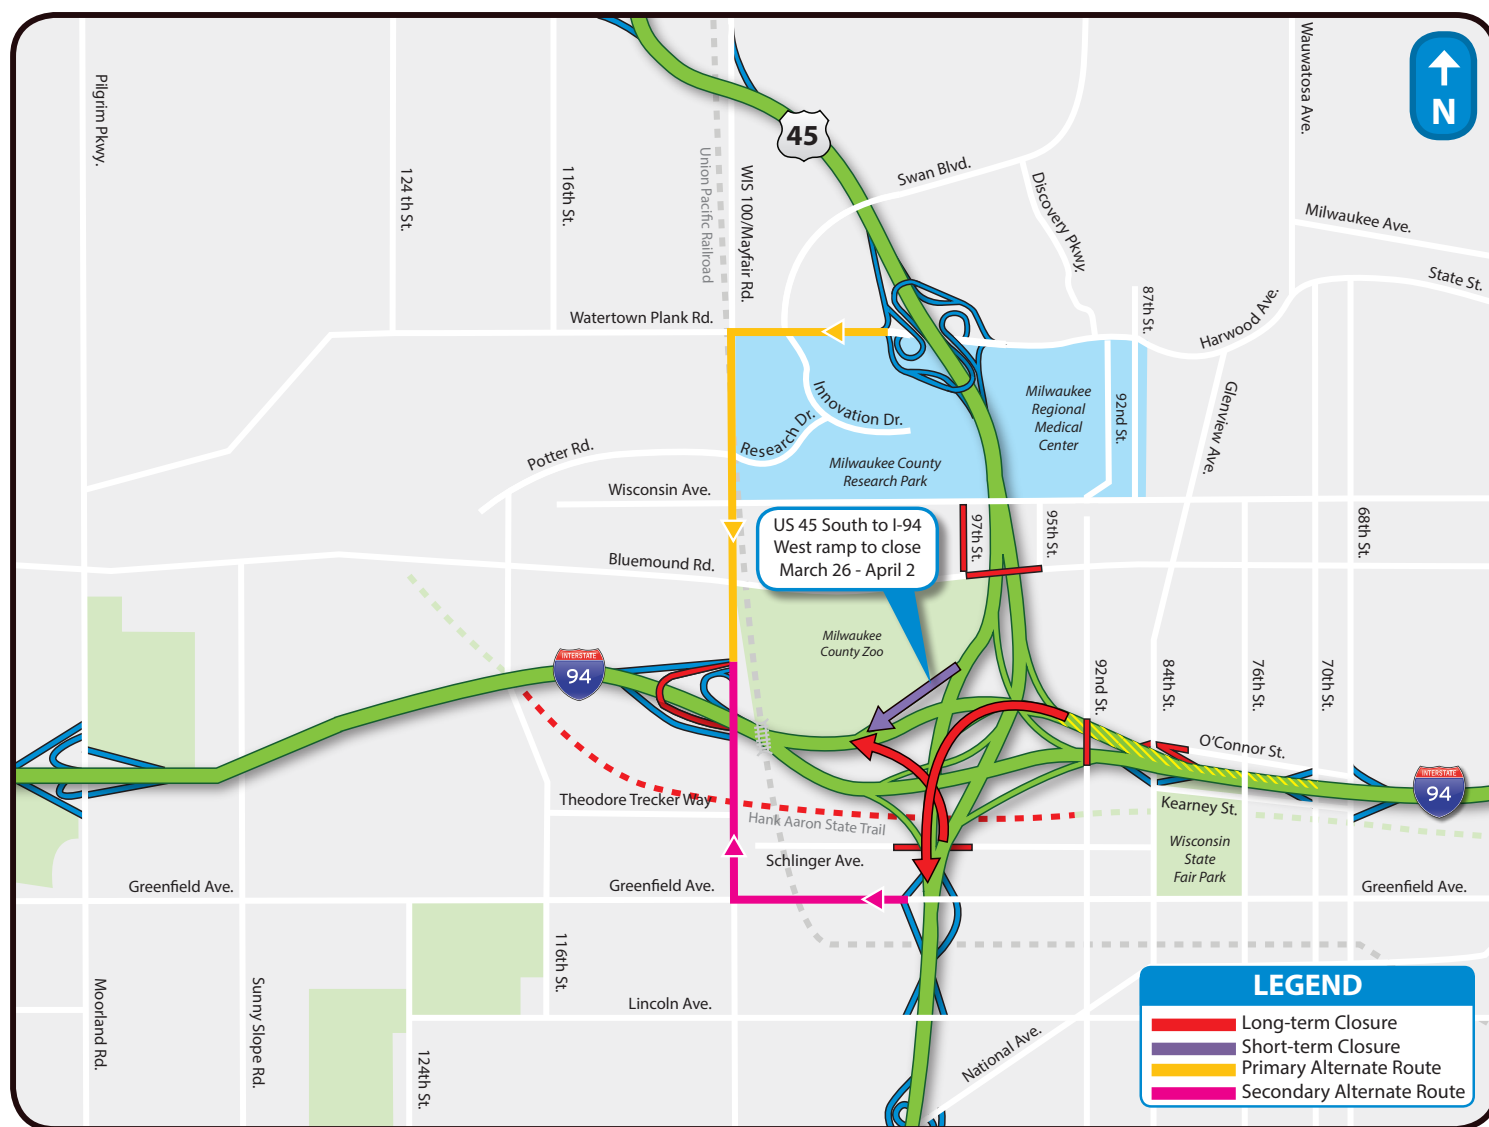 Pilgrim Pkwy.
124 th St.
116th St.
Union Pacific Railroad
WIS 100/Mayfair Rd.
45
Swan Blvd.
Discovery Pkwy.
Wauwatosa Ave.
N
Milwaukee Ave.
State St.
87th St.
Harwood Ave.
Watertown Plank Rd.
Innovation Dr.
Research Dr.
Milwaukee County
Research Park
Milwaukee
Regional
Medical
Center
92nd St.
Glenview Ave.
Potter Rd.
Wisconsin Ave.
US 45 South to I-94
West ramp to close
March 26 - April 2
97th St.
95th St.
68th St.
Bluemound Rd.
Milwaukee
County Zoo
INTERSTATE
94
92nd St.
84th St.
76th St.
70th St.
O'Connor St.
INTERSTATE
94
Kearney St.
Theodore Trecker Way
Hank Aaron State Trail
Schlinger Ave.
Wisconsin
State
Fair Park
Greenfield Ave.
Greenfield Ave.
Greenfield Ave.
Moorland Rd.
Sunny Slope Rd.
124th St.
116th St.
Lincoln Ave.
National Ave.
LEGEND
Long-term Closure
Short-term Closure
Primary Alternate Route
Secondary Alternate Route